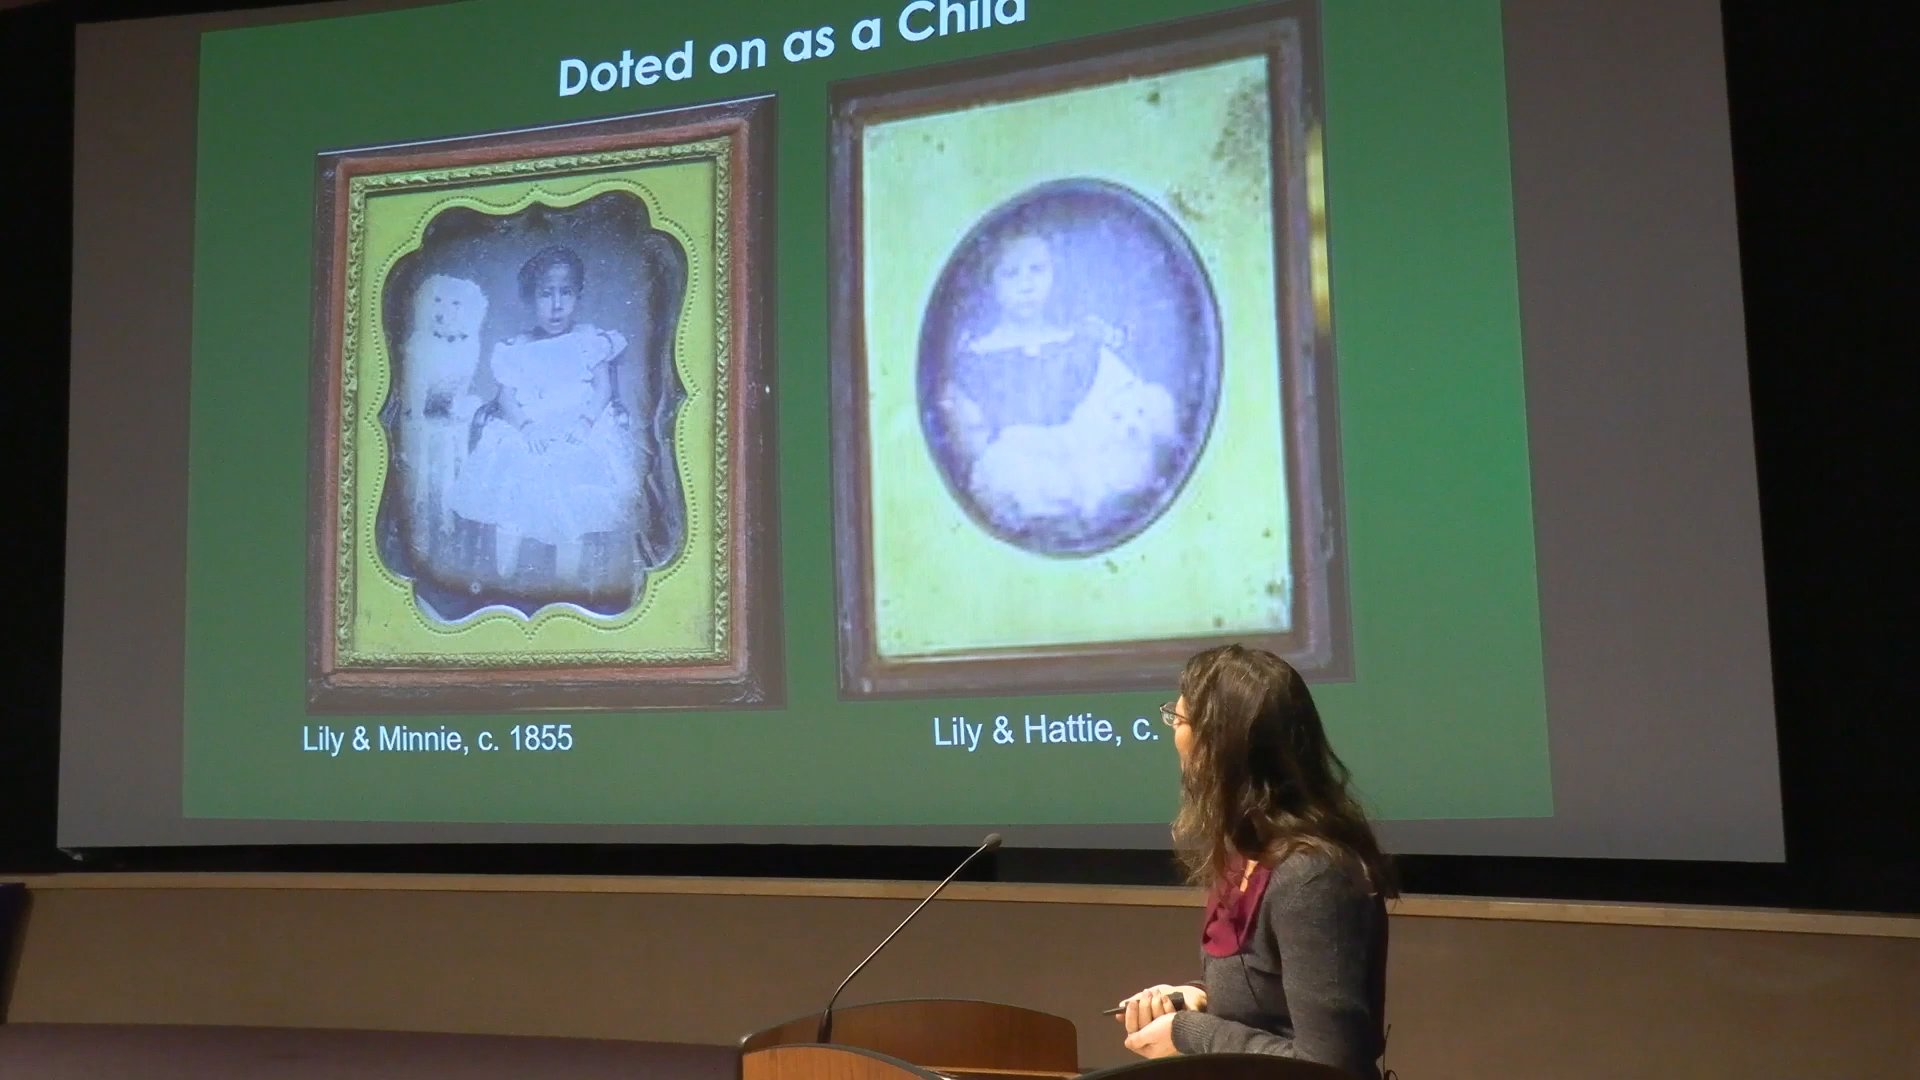 Doted on as a Child
Lily & Minnie, c. 1855
Lily & Hattie, c.